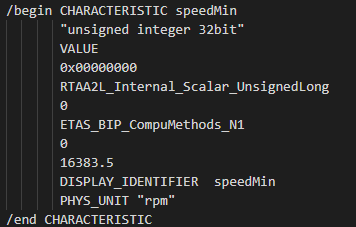 /begin CHARACTERISTIC speedMin
"unsigned integer 32bit"
VALUE
0x00000000
RTAA2L_Internal_Scalar_UnsignedLong
0
ETAS_BIP_CompuMethods_N1
0
16383.5
DISPLAY_IDENTIFIER  speedMin
PHYS_UNIT "rpm"
/end CHARACTERISTIC